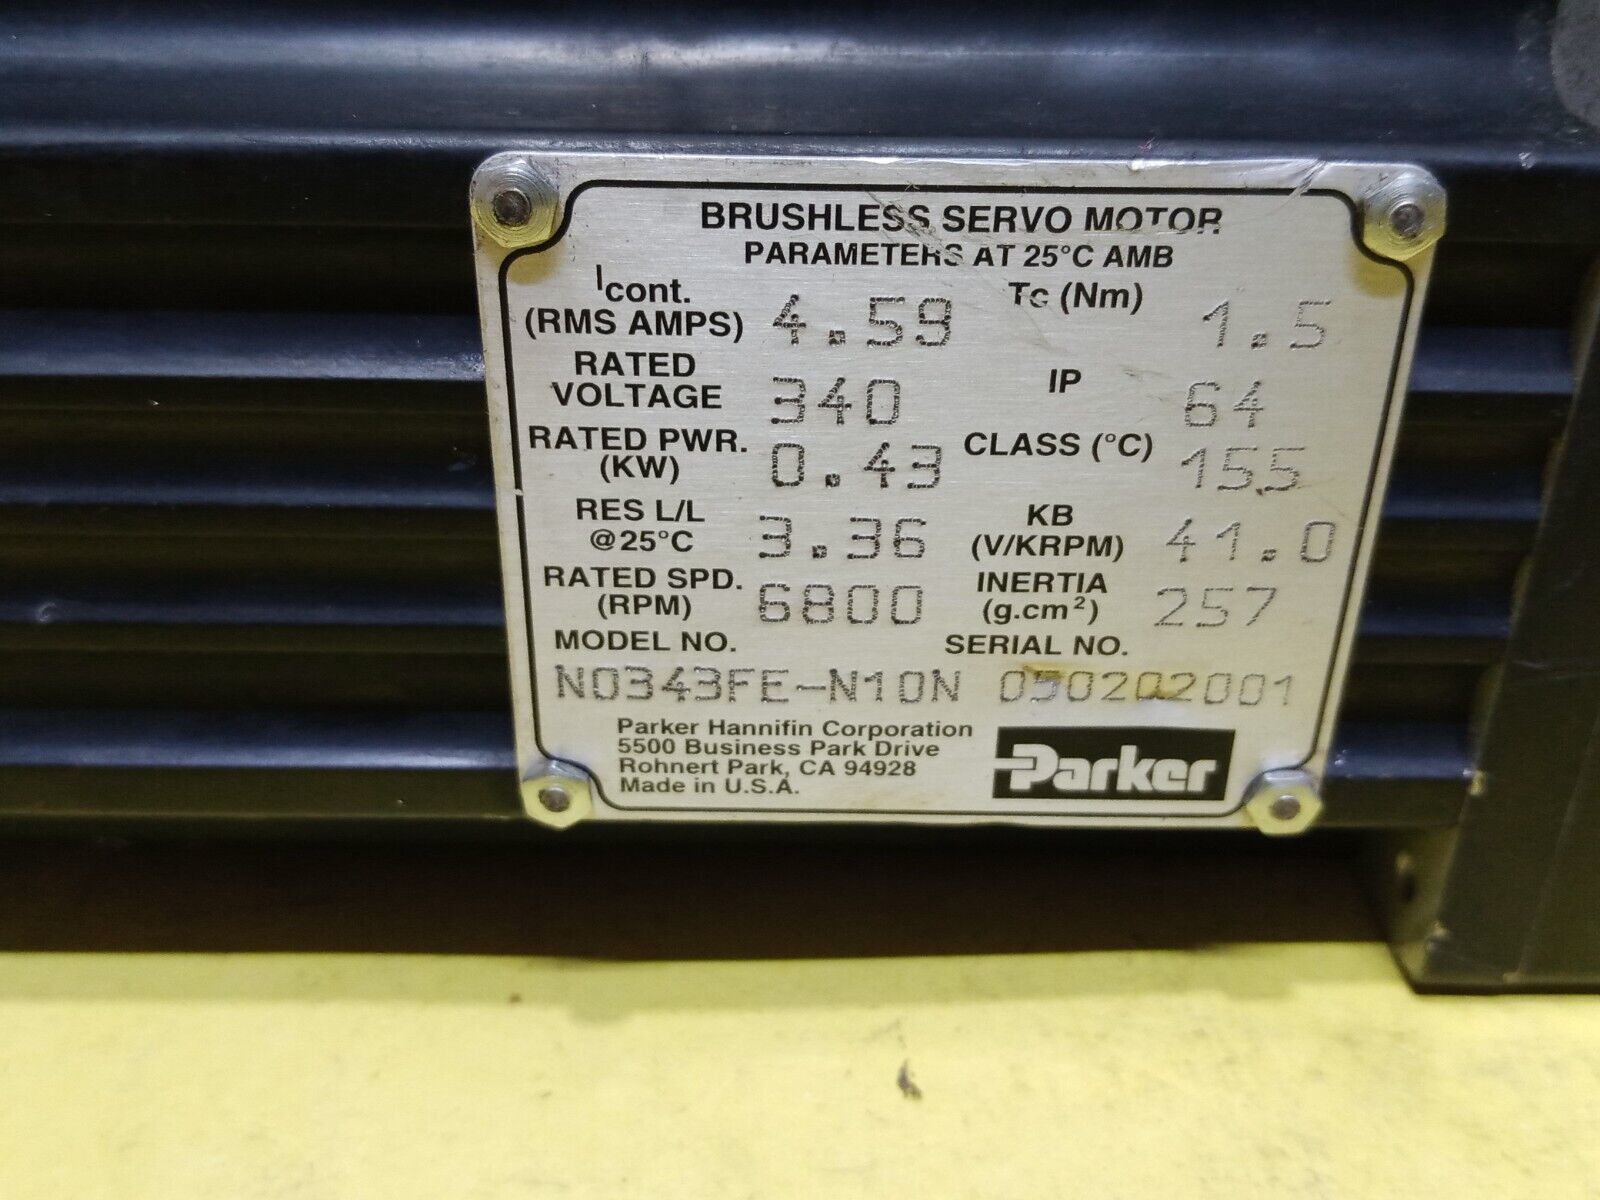 BRUSHLESS SERVO MOTOR
PARAMETERS AT 25°C AMB
Icont. (RMS AMPS) 4.59 Tc (Nm) 1.5
RATED VOLTAGE 340 IP 64
RATED PWR. (KW) 0.43 CLASS (°C) 155
RES L/L @25°C 3.36 KB (V/KRPM) 41.0
RATED SPD. (RPM) 6800 INERTIA (g.cm²) 257
MODEL NO. SERIAL NO.
N0343FE-N10N 050202001
Parker Hannifin Corporation
5500 Business Park Drive
Rohnert Park, CA 94928
Made in U.S.A.
Parker